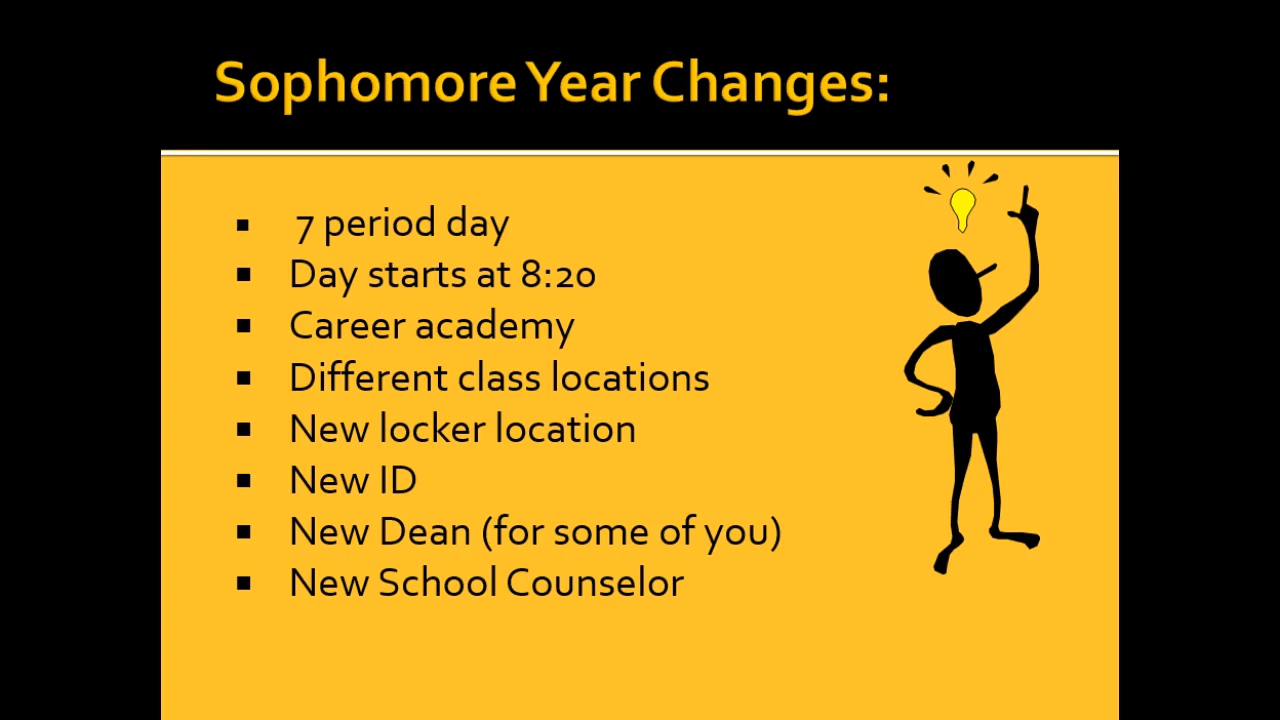 Sophomore Year Changes:
▪ 7 period day
▪ Day starts at 8:20
▪ Career academy
▪ Different class locations
▪ New locker location
▪ New ID
▪ New Dean (for some of you)
▪ New School Counselor